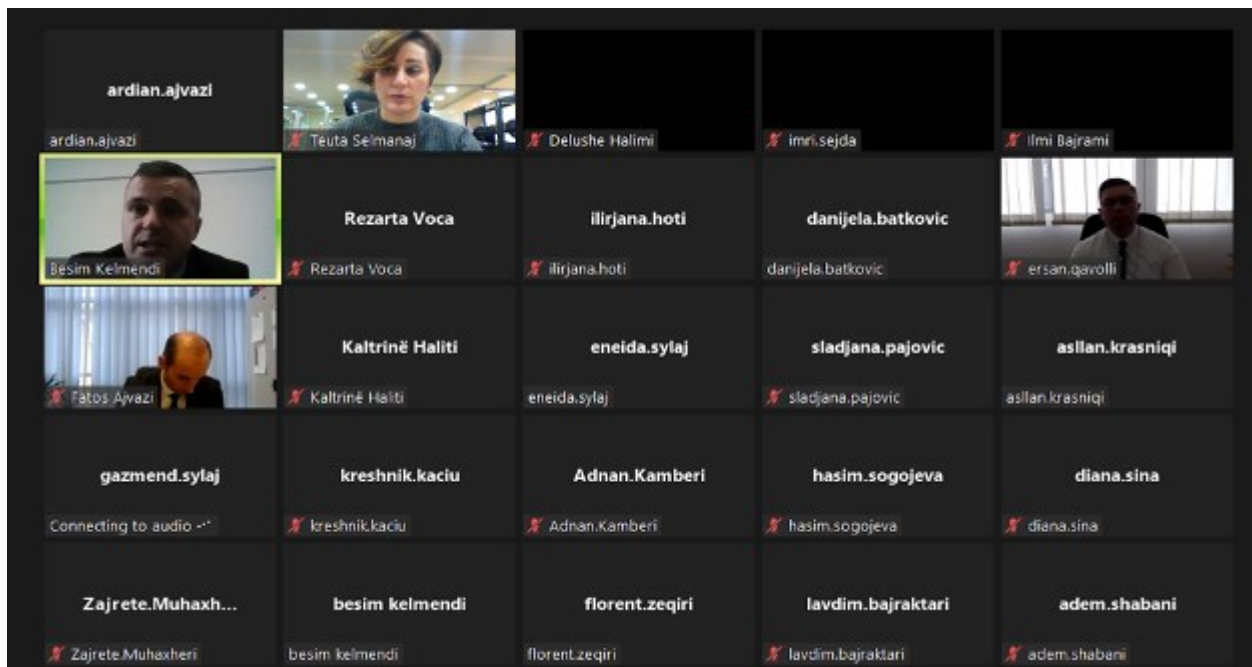 ardian.ajvazi
ardian.ajvazi
Teuta Selmanaj
Delushe Halimi
imri.sejda
Ilmi Bajrami
Besim Kelmendi
Rezarta Voca
Rezarta Voca
ilirjana.hoti
ilirjana.hoti
danijela.batkovic
danijela.batkovic
ersan.qavolli
Fatos Ajvazi
Kaltrinë Haliti
Kaltrinë Haliti
eneida.sylaj
eneida.sylaj
sladjana.pajovic
sladjana.pajovic
asllan.krasniqi
asllan.krasniqi
gazmend.sylaj
Connecting to audio
kreshnik.kaciu
kreshnik.kaciu
Adnan.Kamberi
Adnan.Kamberi
hasim.sogojeva
hasim.sogojeva
diana.sina
diana.sina
Zajrete.Muhaxh...
Zajrete.Muhaxheri
besim kelmendi
besim kelmendi
florent.zeqiri
florent.zeqiri
lavdim.bajraktari
lavdim.bajraktari
adem.shabani
adem.shabani